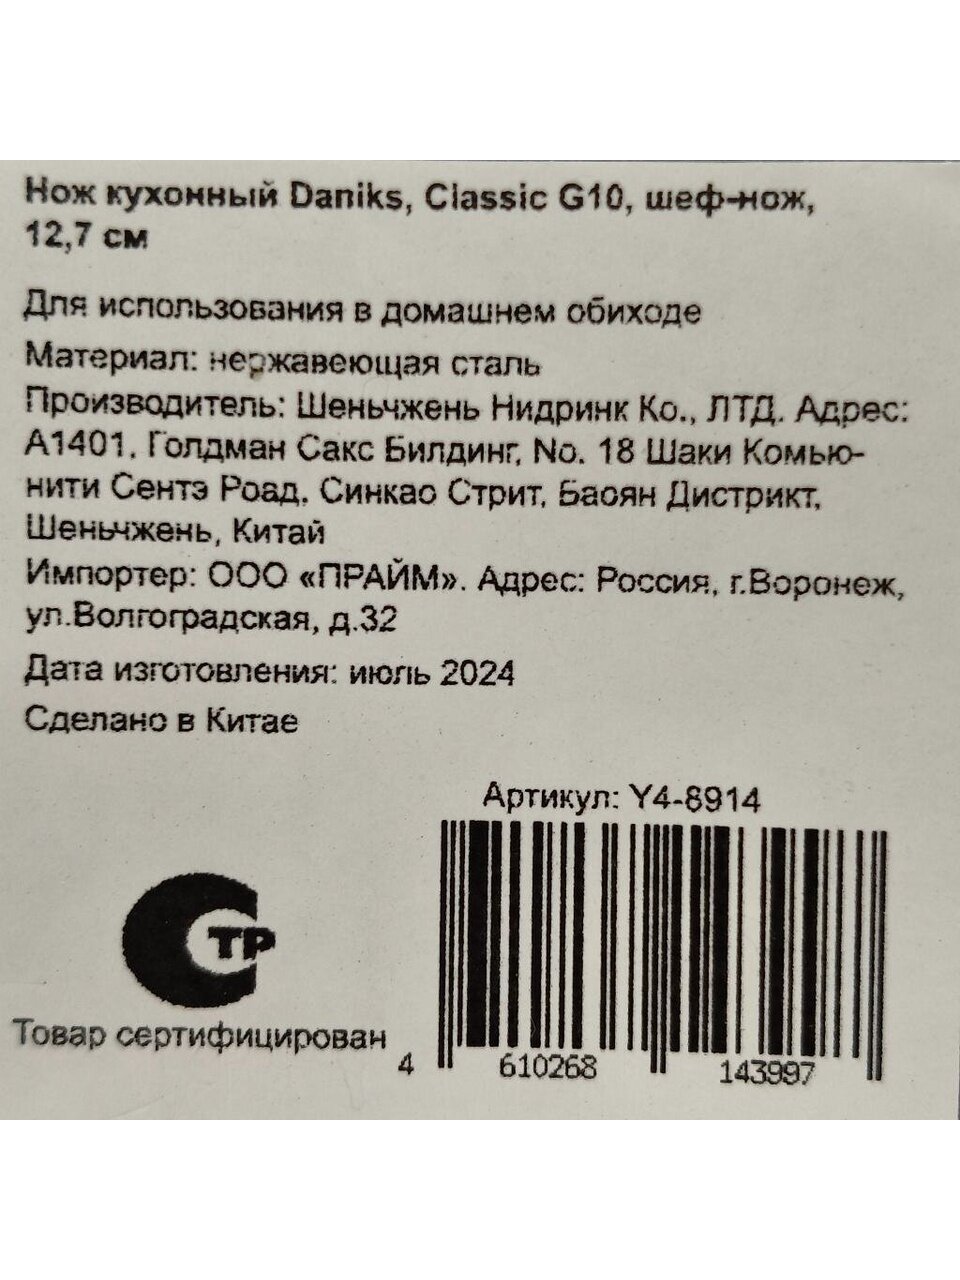 Нож кухонный Daniks, Classic G10, шеф-нож,
12,7 см
Для использования в домашнем обиходе
Материал: нержавеющая сталь
Производитель: Шеньчжень Нидринк Ко., ЛТД. Адрес:
А1401, Голдман Сакс Билдинг, No. 18 Шаки Комью-
нити Сентэ Роад, Синкао Стрит, Баоян Дистрикт,
Шеньчжень, Китай
Импортер: ООО «ПРАЙМ». Адрес: Россия, г.Воронеж,
ул.Волгоградская, д.32
Дата изготовления: июль 2024
Сделано в Китае
Артикул: Y4-8914
СТР
Товар сертифицирован
4 610268 143997